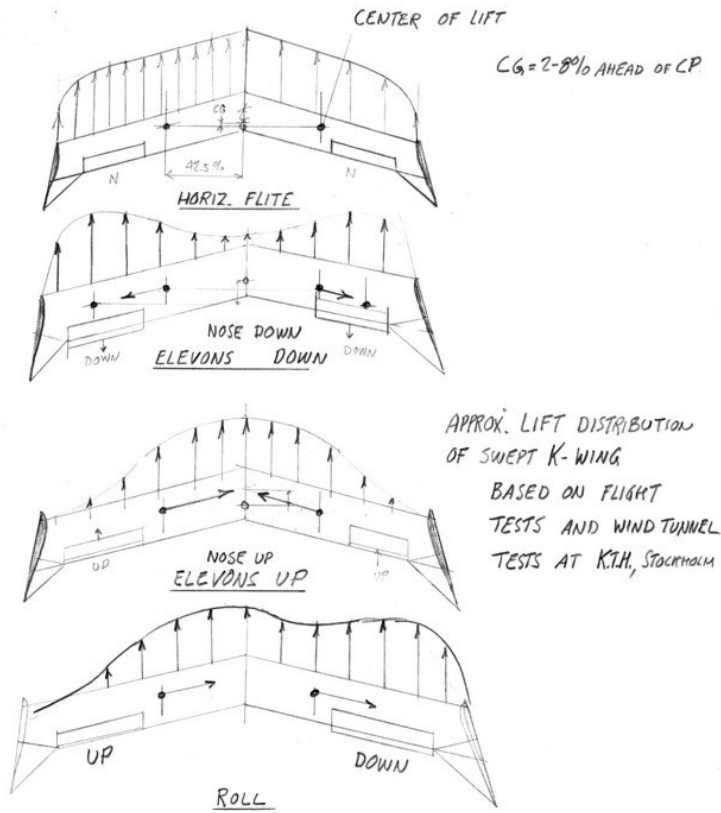 CENTER OF LIFT
CG = 2-8% AHEAD OF CP.
CG
42.5%
N
N
HORIZ. FLITE
NOSE DOWN
DOWN
DOWN
ELEVONS DOWN
APPROX. LIFT DISTRIBUTION
OF SWEPT K-WING
BASED ON FLIGHT
TESTS AND WIND TUNNEL
TESTS AT K.T.H., STOCKHOLM
UP
NOSE UP
UP
ELEVONS UP
UP
DOWN
ROLL